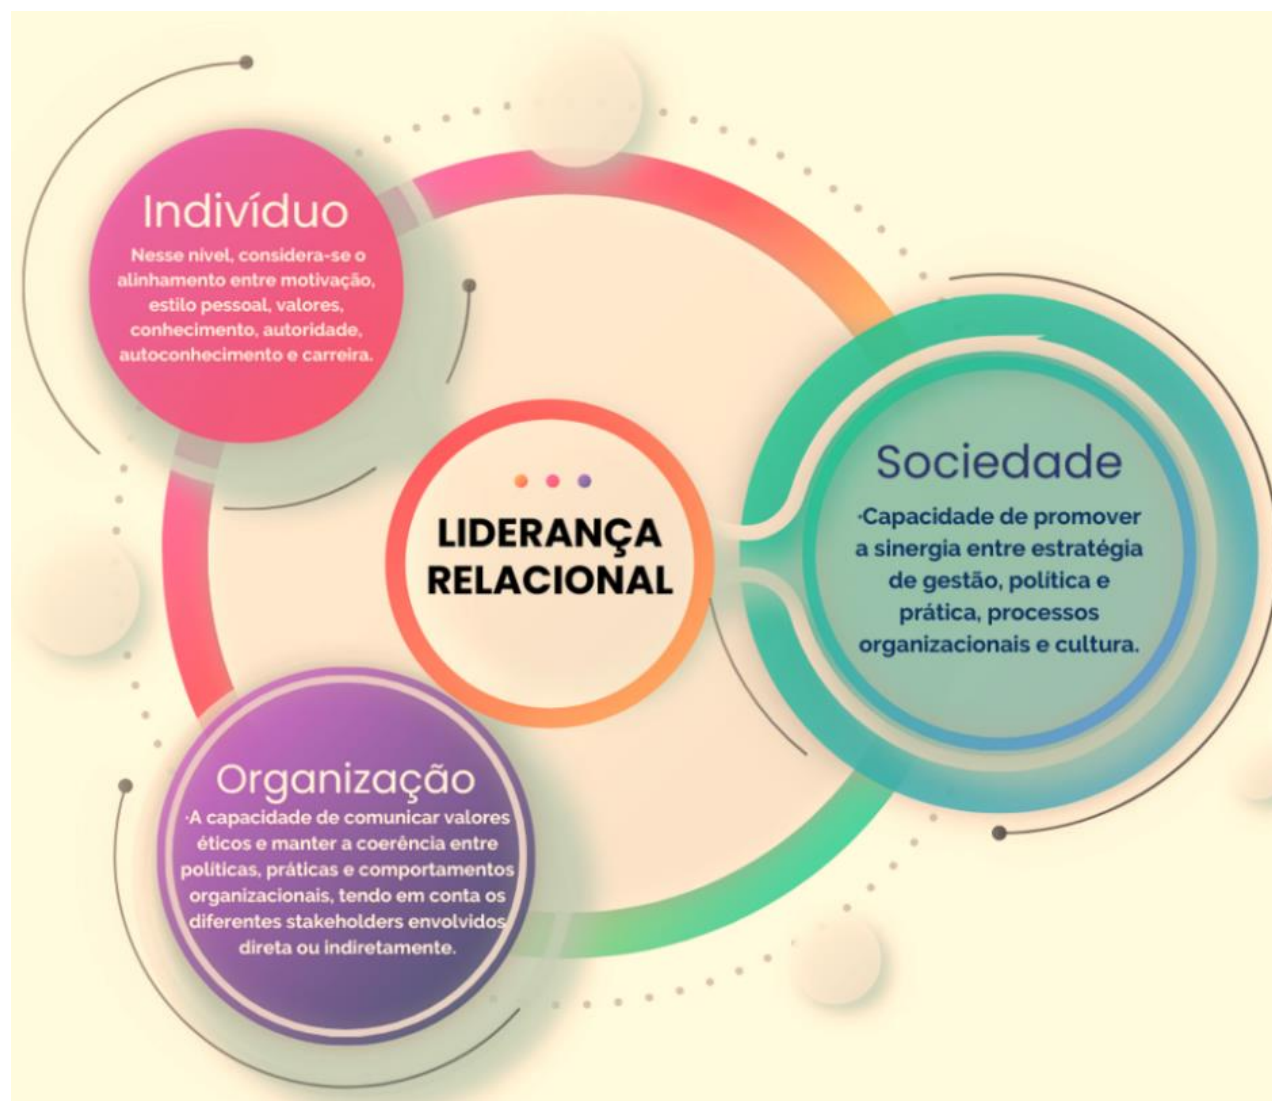 Indivíduo
Nesse nível, considera-se o
alinhamento entre motivação,
estilo pessoal, valores,
conhecimento, autoridade,
autoconhecimento e carreira.
LIDERANÇA
RELACIONAL
Sociedade
·Capacidade de promover
a sinergia entre estratégia
de gestão, política e
prática, processos
organizacionais e cultura.
Organização
·A capacidade de comunicar valores
éticos e manter a coerência entre
políticas, práticas e comportamentos
organizacionais, tendo em conta os
diferentes stakeholders envolvidos
direta ou indiretamente.